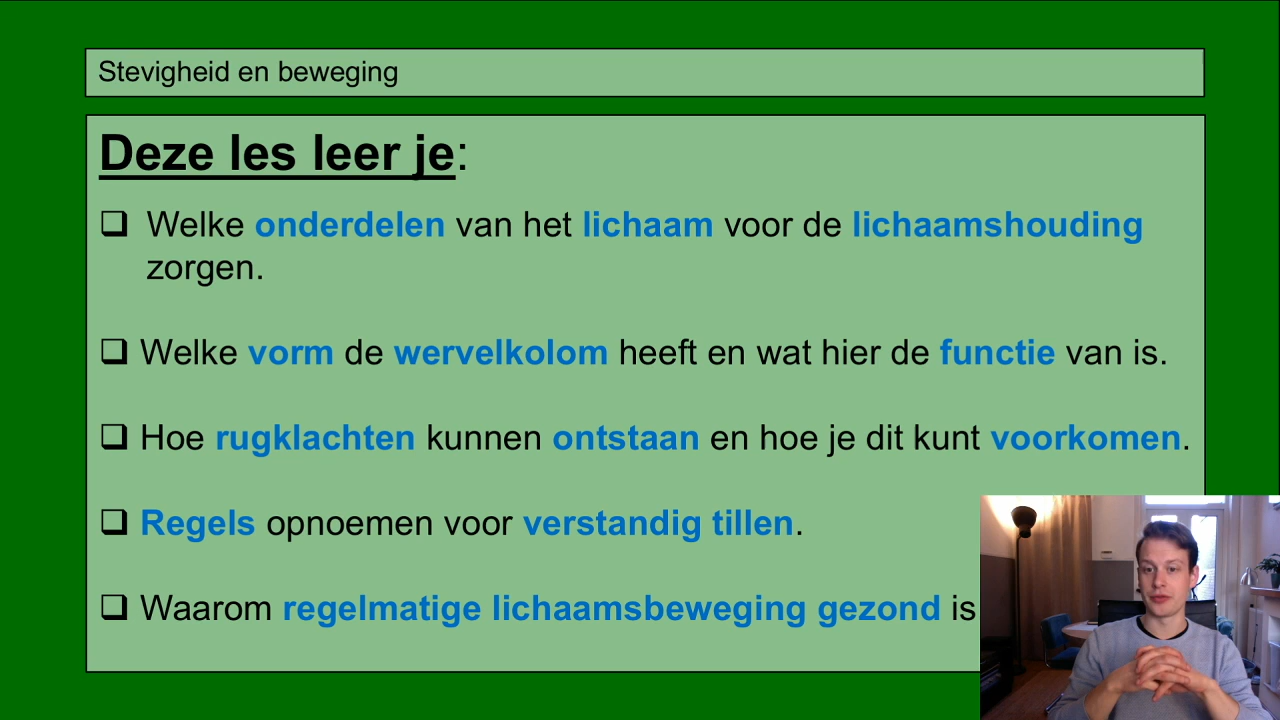 Stevigheid en beweging
Deze les leer je:
❑ Welke onderdelen van het lichaam voor de lichaamshouding
zorgen.
❑ Welke vorm de wervelkolom heeft en wat hier de functie van is.
❑ Hoe rugklachten kunnen ontstaan en hoe je dit kunt voorkomen.
❑ Regels opnoemen voor verstandig tillen.
❑ Waarom regelmatige lichaamsbeweging gezond is